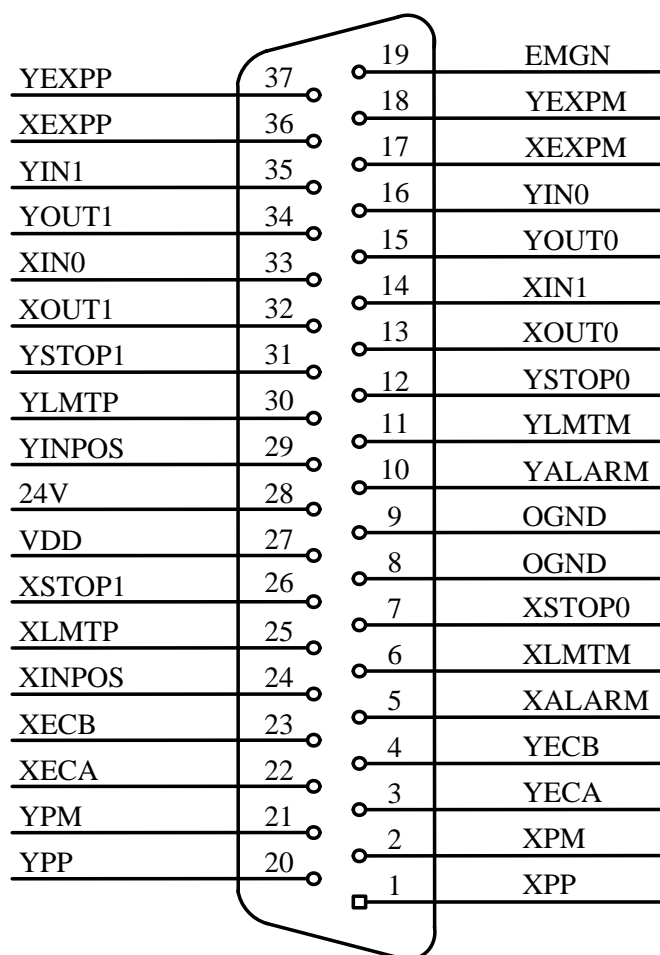 19 EMGN
YEXPP 37
18 YEXPM
XEXPP 36
17 XEXPM
YIN1 35
16 YIN0
YOUT1 34
15 YOUT0
XIN0 33
14 XIN1
XOUT1 32
13 XOUT0
YSTOP1 31
12 YSTOP0
YLMTP 30
11 YLMTM
YINPOS 29
10 YALARM
24V 28
9 OGND
VDD 27
8 OGND
XSTOP1 26
7 XSTOP0
XLMTP 25
6 XLMTM
XINPOS 24
5 XALARM
XECB 23
4 YECB
XECA 22
3 YECA
YPM 21
2 XPM
YPP 20
1 XPP